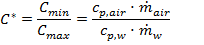 C* = C_min / C_max = (c_p,air · ṁ_air) / (c_p,w · ṁ_w)